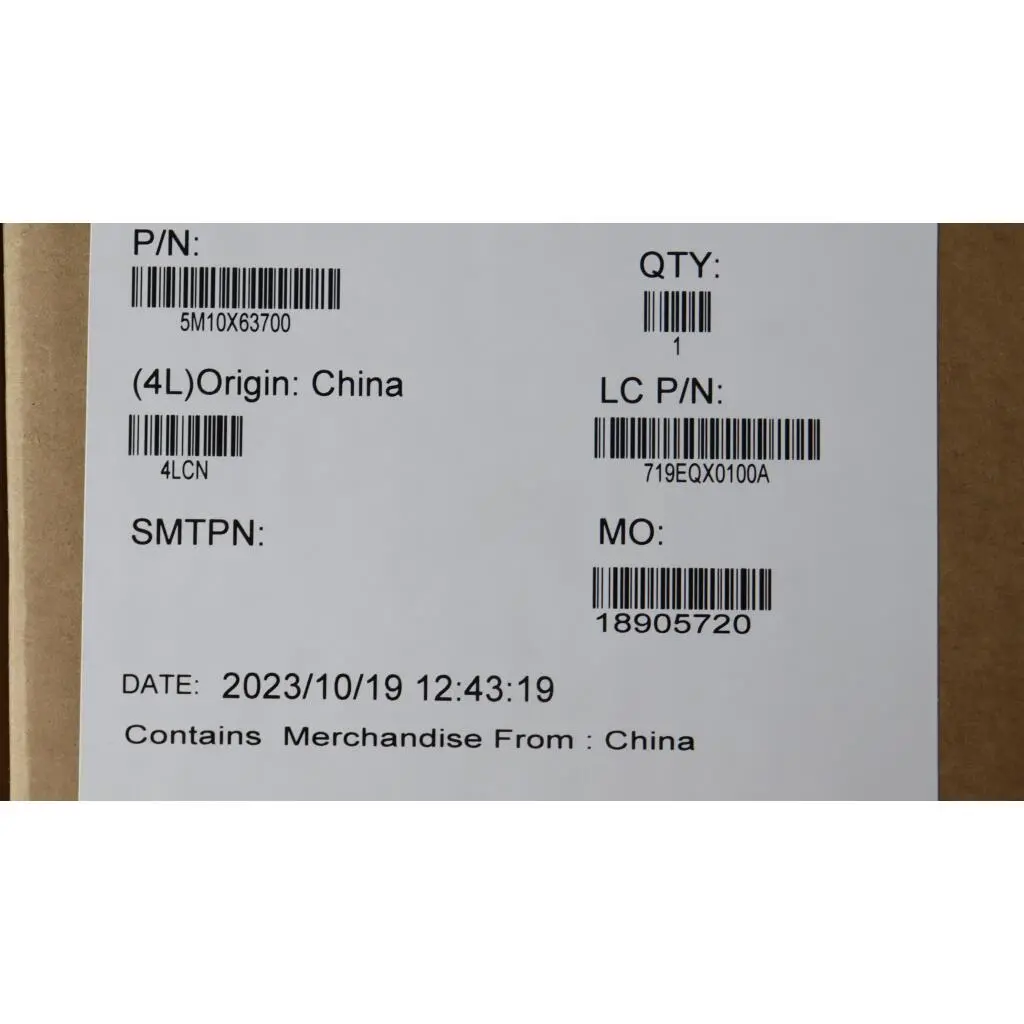 P/N:
5M10X63700
QTY:
1
(4L)Origin: China
4LCN
LC P/N:
719EQX0100A
SMTPN:
MO:
18905720
DATE: 2023/10/19 12:43:19
Contains Merchandise From : China